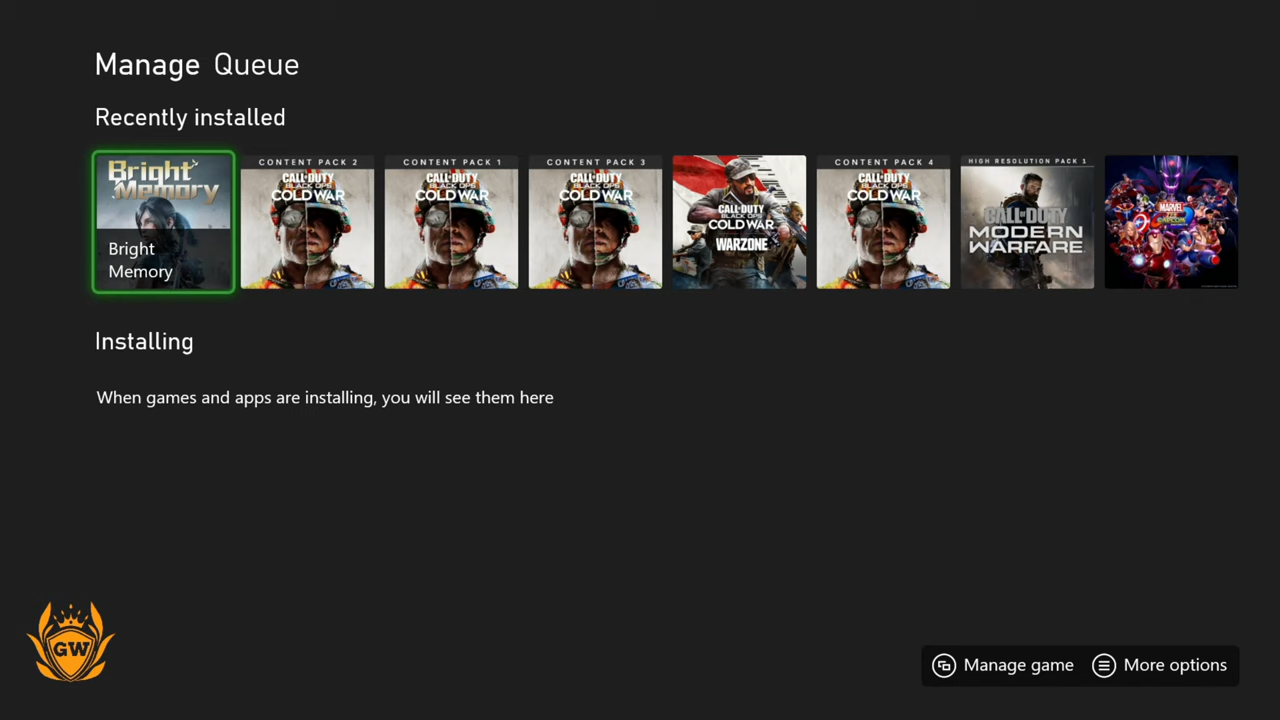 Manage Queue
Recently installed
Bright
Memory
Bright
Memory
CONTENT PACK 2
CALL OF DUTY
BLACK OPS
COLD WAR
CONTENT PACK 1
CALL OF DUTY
BLACK OPS
COLD WAR
CONTENT PACK 3
CALL OF DUTY
BLACK OPS
COLD WAR
CALL OF DUTY
BLACK OPS
COLD WAR
WARZONE
CONTENT PACK 4
CALL OF DUTY
BLACK OPS
COLD WAR
HIGH RESOLUTION PACK 1
CALL OF DUTY
MODERN
WARFARE
MARVEL
VS
CAPCOM
Installing
When games and apps are installing, you will see them here
GW
Manage game
More options